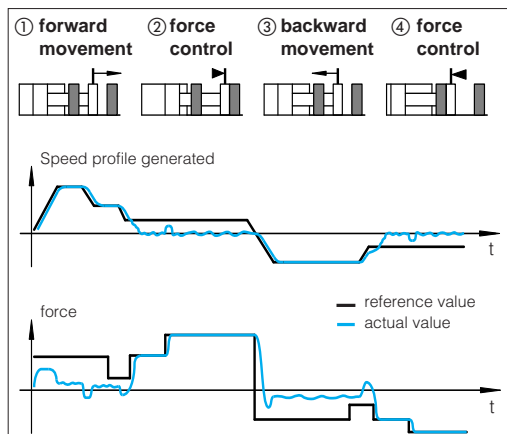 ① forward movement
② force control
③ backward movement
④ force control
Speed profile generated
t
force
reference value
actual value
t